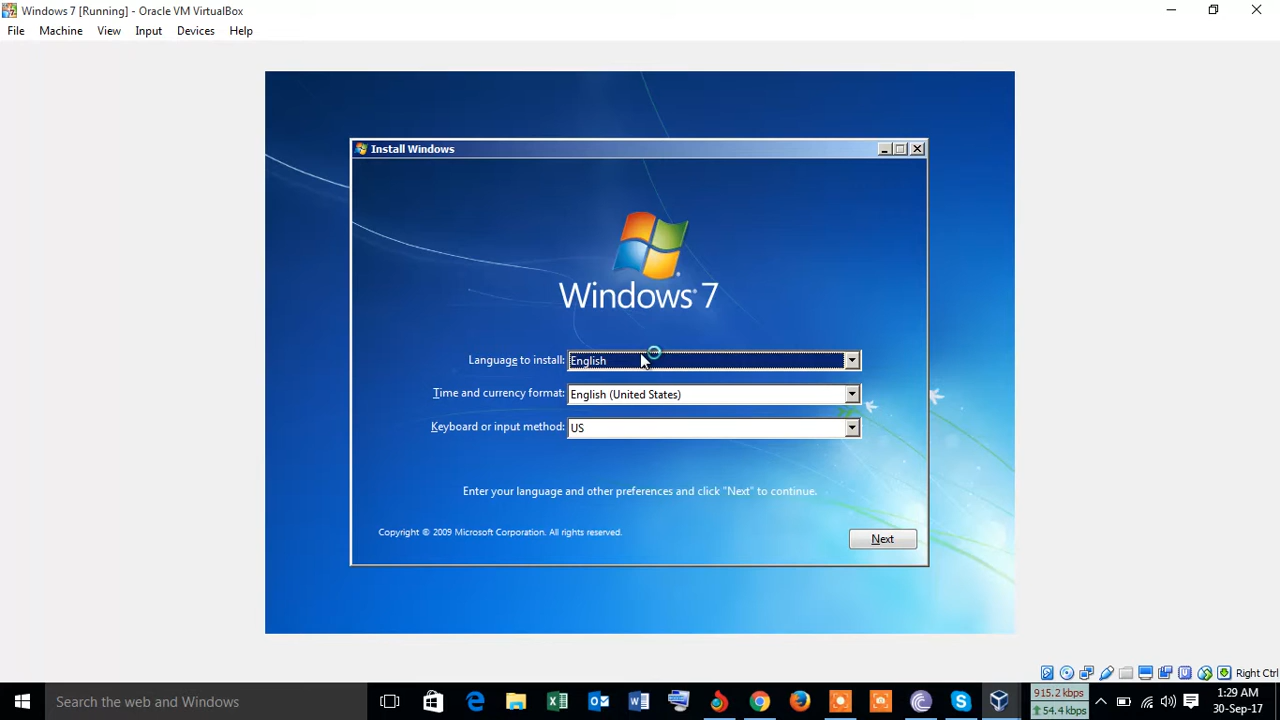 Windows 7 [Running] - Oracle VM VirtualBox
File Machine View Input Devices Help
Install Windows
Windows® 7
Language to install: English
Time and currency format: English (United States)
Keyboard or input method: US
Enter your language and other preferences and click "Next" to continue.
Copyright © 2009 Microsoft Corporation. All rights reserved.
Next
Right Ctrl
Search the web and Windows
915.2 kbps
54.4 kbps
1:29 AM
30-Sep-17